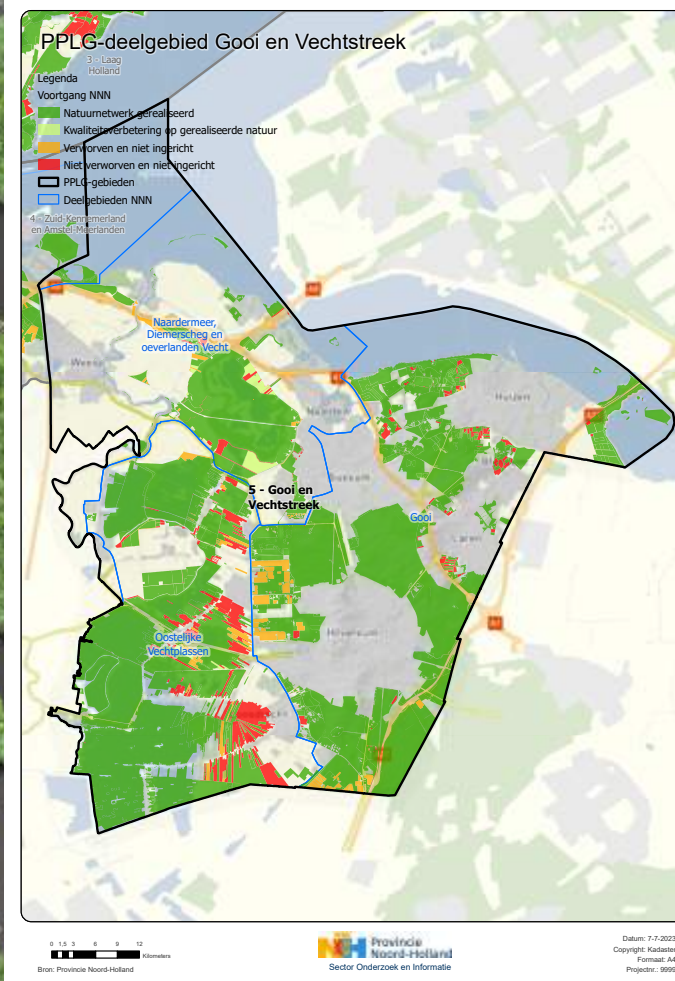 PPLG-deelgebied Gooi en Vechtstreek
3 - Laag
Holland
Legenda
Voortgang NNN
Natuurnetwerk gerealiseerd
Kwaliteitsverbetering op gerealiseerde natuur
Verworven en niet ingericht
Niet verworven en niet ingericht
PPLG-gebieden
Deelgebieden NNN
4 - Zuid-Kennemerland
en Amstel-Meerlanden
Naardermeer,
Diemerscheg en
oeverlanden Vecht
Weesp
Huizen
Naarden
Bussum
5 - Gooi en
Vechtstreek
Gooi
Laren
Hilversum
Oostelijke
Vechtplassen
0 1,5 3 6 9 12
Kilometers
Bron: Provincie Noord-Holland
Provincie
Noord-Holland
Sector Onderzoek en Informatie
Datum: 7-7-2023
Copyright: Kadaster
Formaat: A4
Projectnr.: 9999